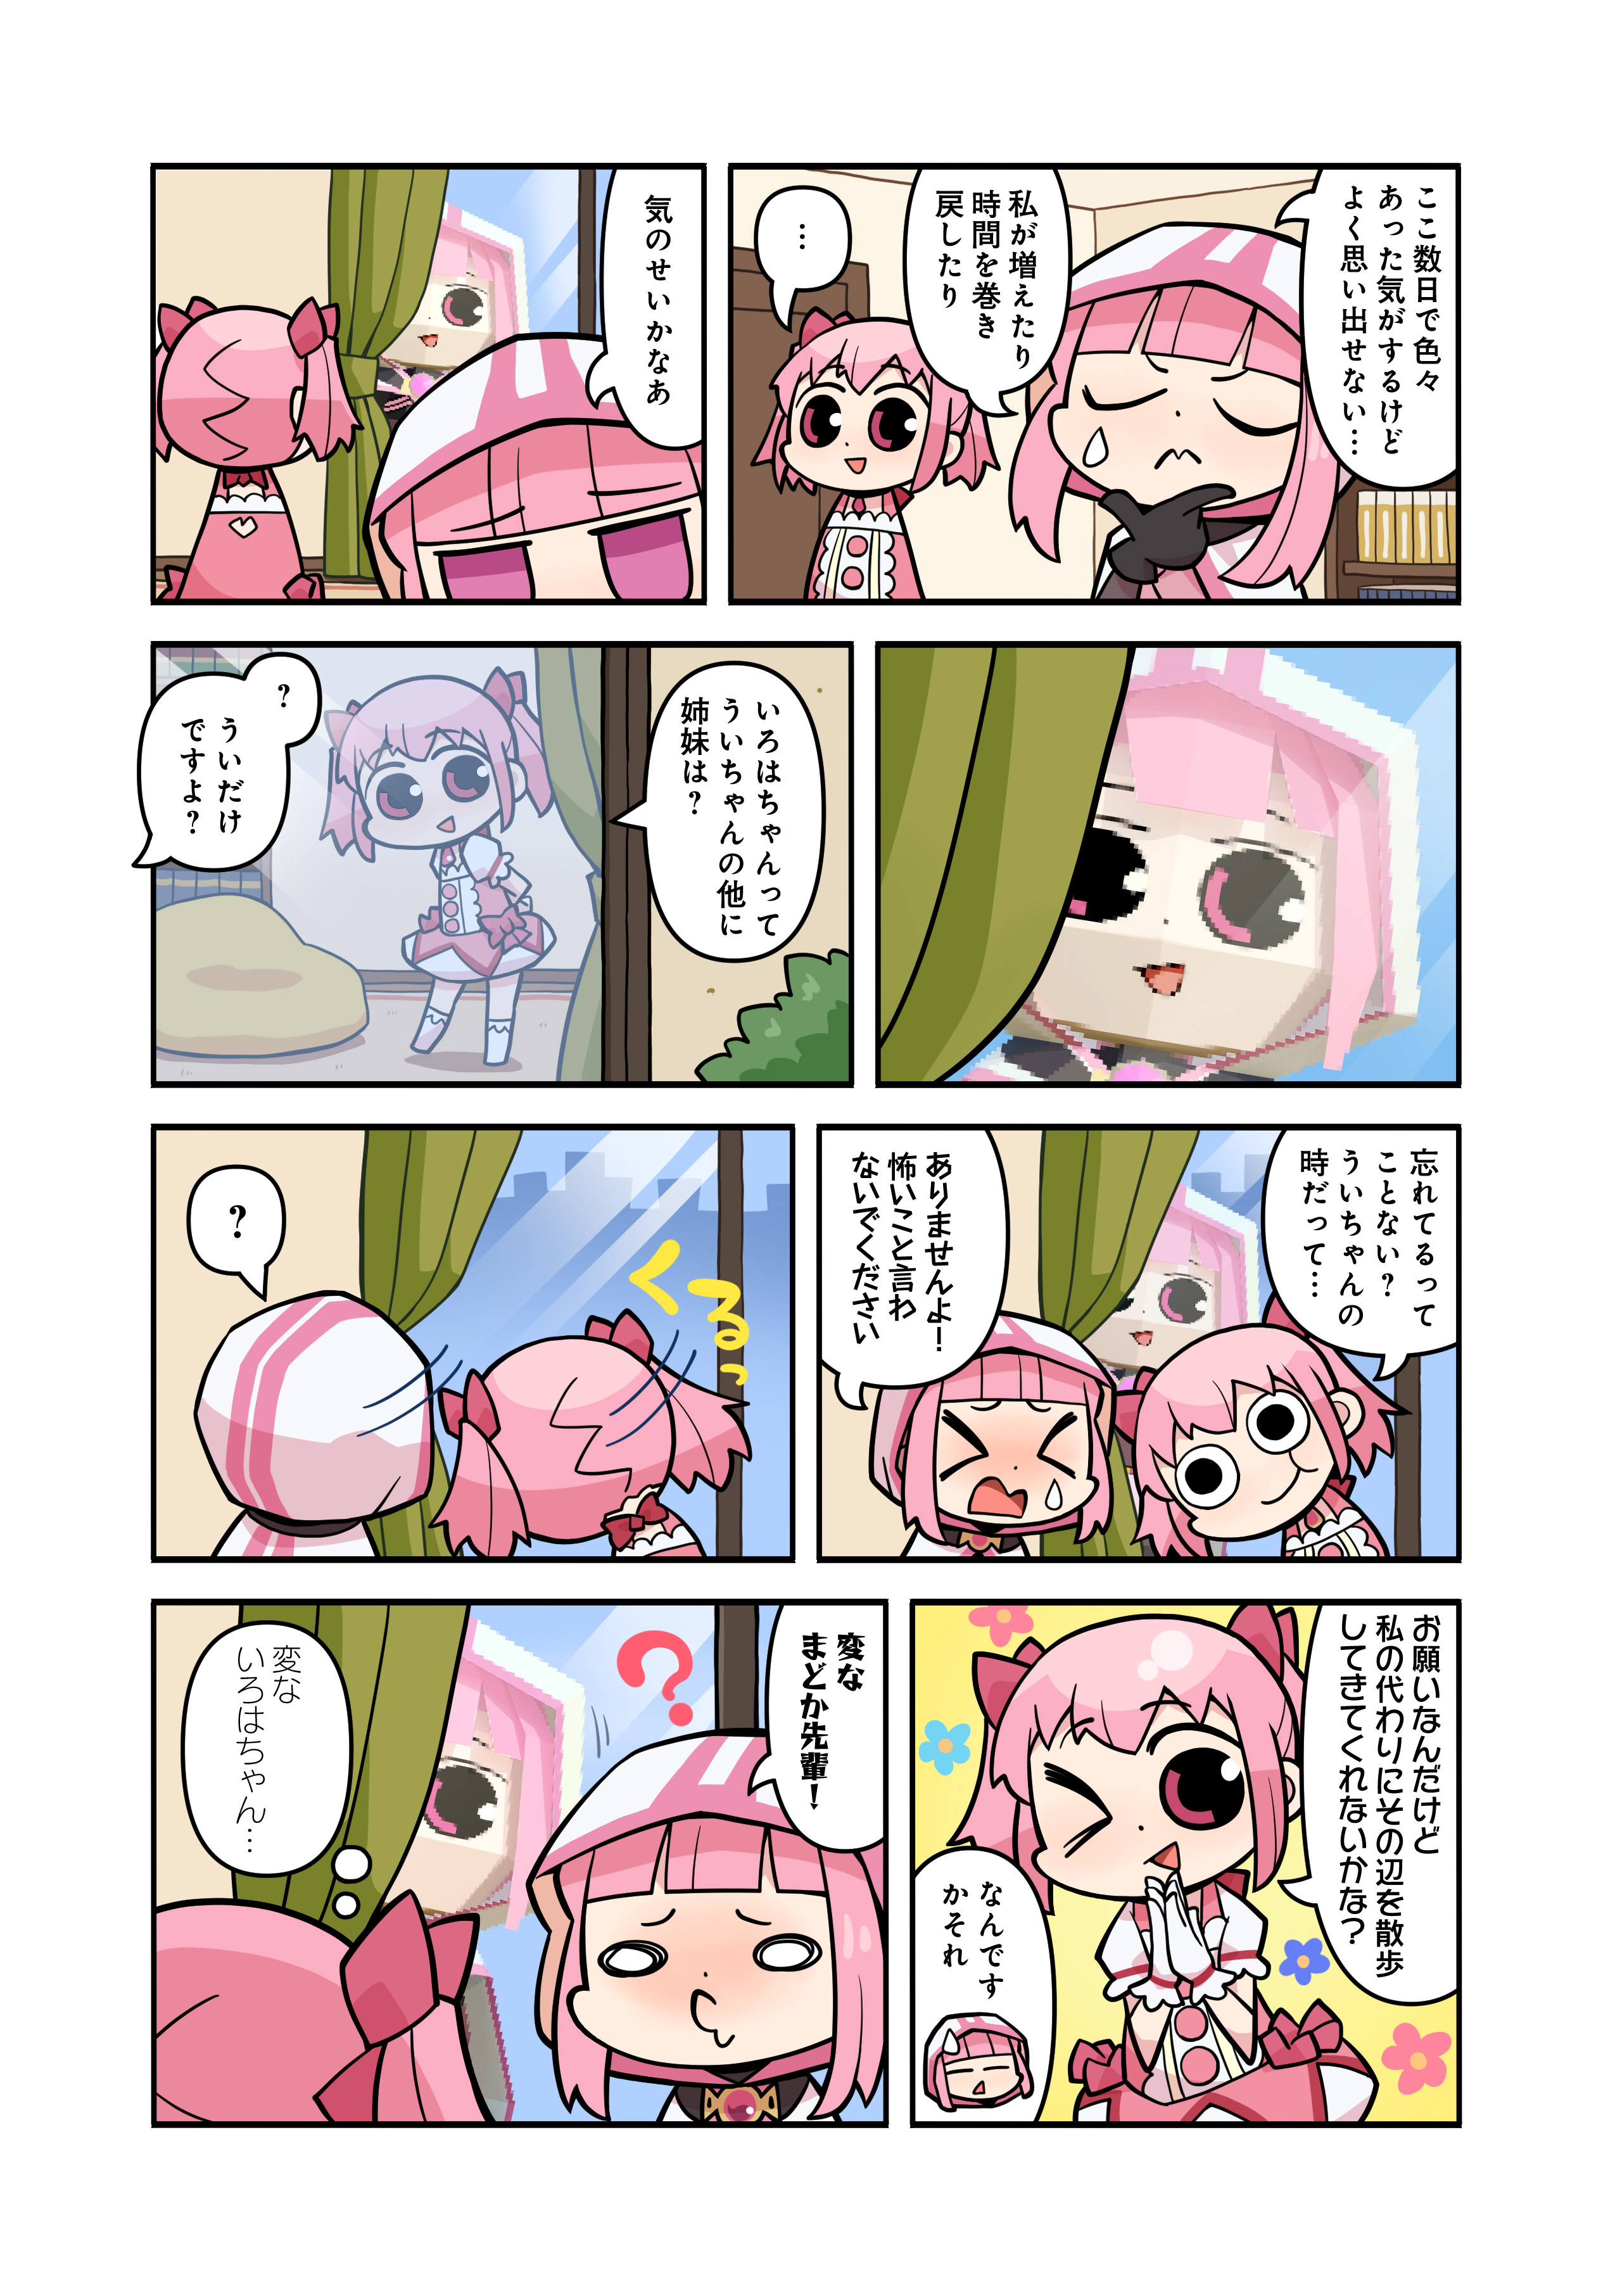 ここ数日で色々
あった気がするけど
よく思い出せない…
私が増えたり
時間を巻き
戻したり
…
気のせいかなあ
いろはちゃんって
ういちゃんの他に
姉妹は?
?
ういだけ
ですよ?
忘れてるって
ことない?
ういちゃんの
時だって…
ありませんよー!
怖いこと言わ
ないでください
くるっ
?
お願いなんだけど
私の代わりにその辺を散歩
してきてくれないかな?
なんです
かそれ
変な
まどか先輩!
?
変な
いろはちゃん…